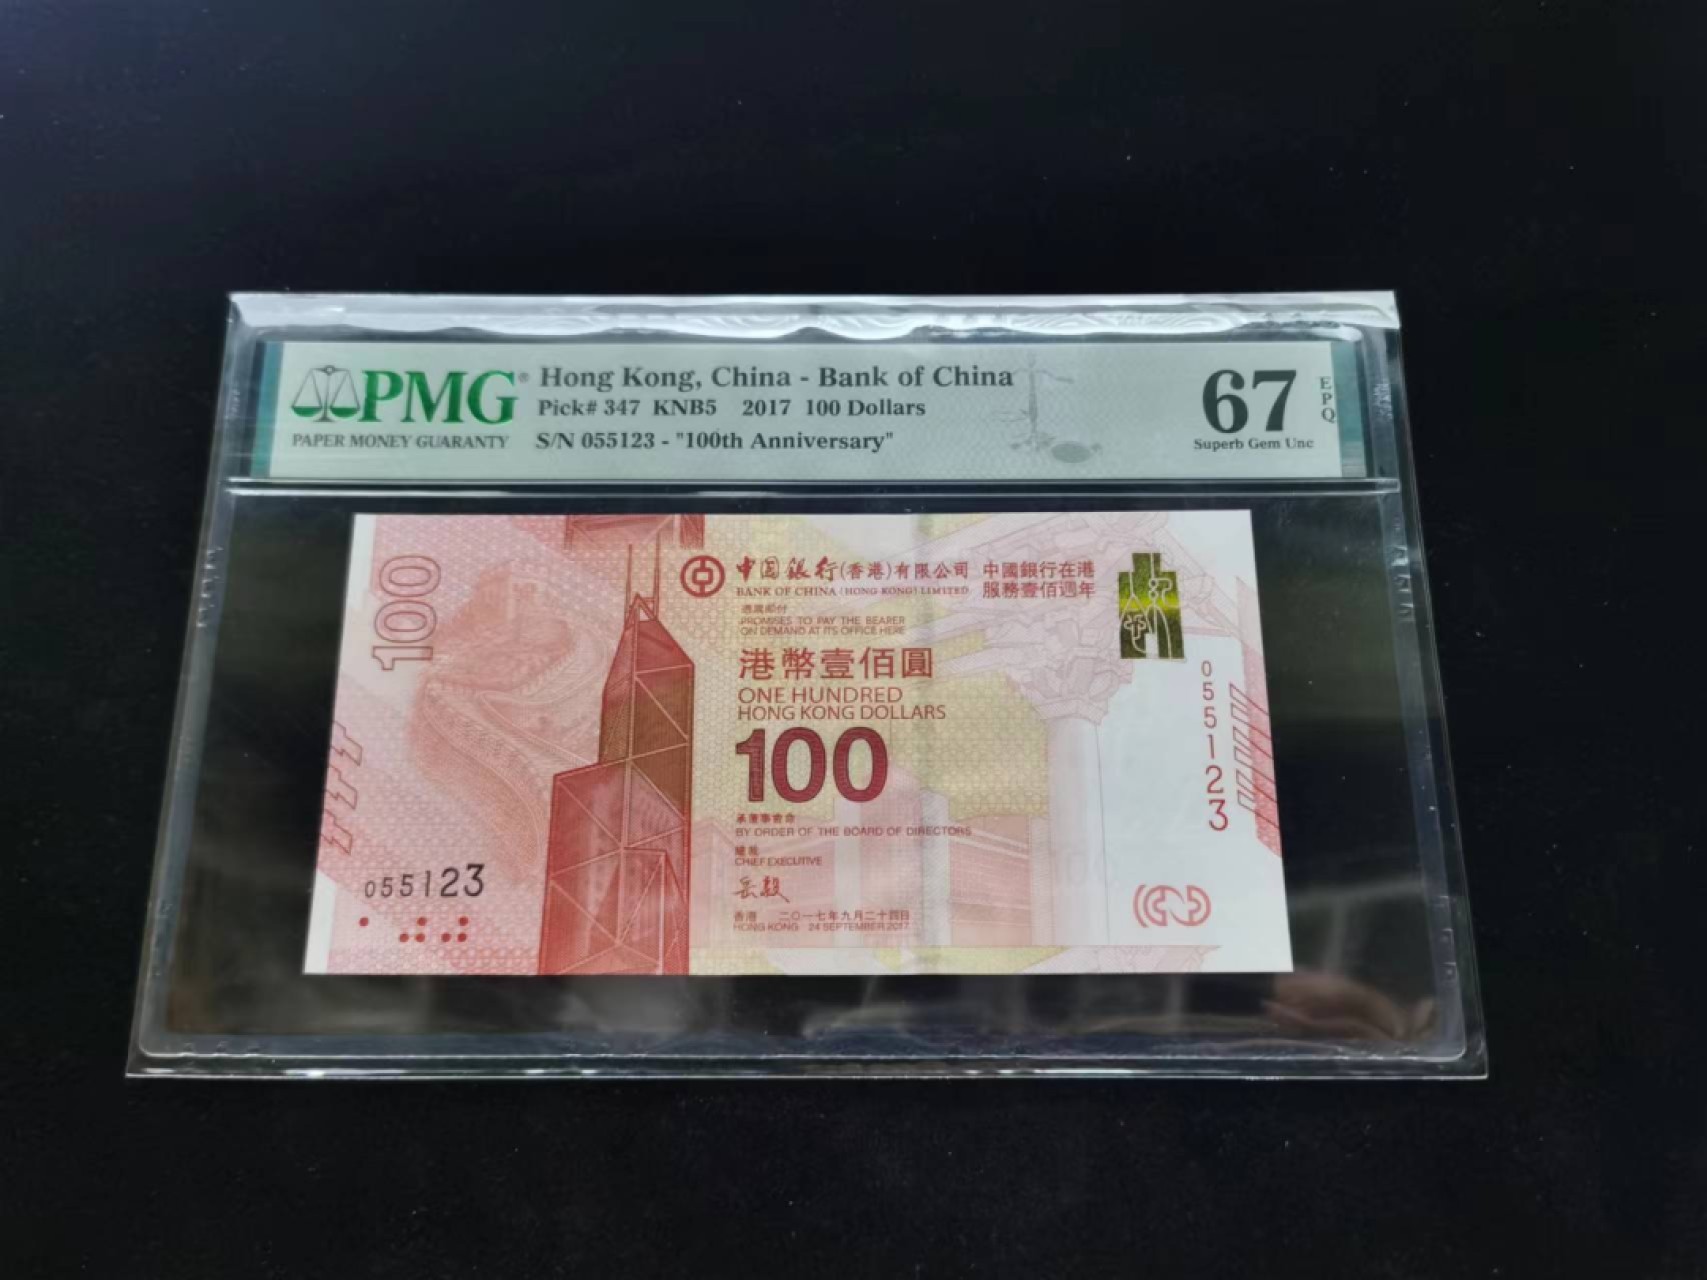 PMG
PAPER MONEY GUARANTY
Hong Kong, China - Bank of China
Pick# 347 KNB5 2017 100 Dollars
S/N 055123 - "100th Anniversary"
67 EPQ
Superb Gem Unc
100
中国银行(香港)有限公司
BANK OF CHINA (HONG KONG) LIMITED
中國銀行在港
服務壹佰週年
憑票即付
PROMISES TO PAY THE BEARER
ON DEMAND AT ITS OFFICE HERE
港幣壹佰圓
ONE HUNDRED
HONG KONG DOLLARS
100
承董事會命
BY ORDER OF THE BOARD OF DIRECTORS
總裁
CHIEF EXECUTIVE
岳毅
香港 二〇一七年九月二十四日
HONG KONG 24 SEPTEMBER 2017
055123
055123